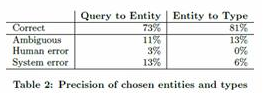 Query to Entity Entity to Type
Correct 73% 81%
Ambiguous 11% 13%
Human error 3% 0%
System error 13% 6%
Table 2: Precision of chosen entities and types